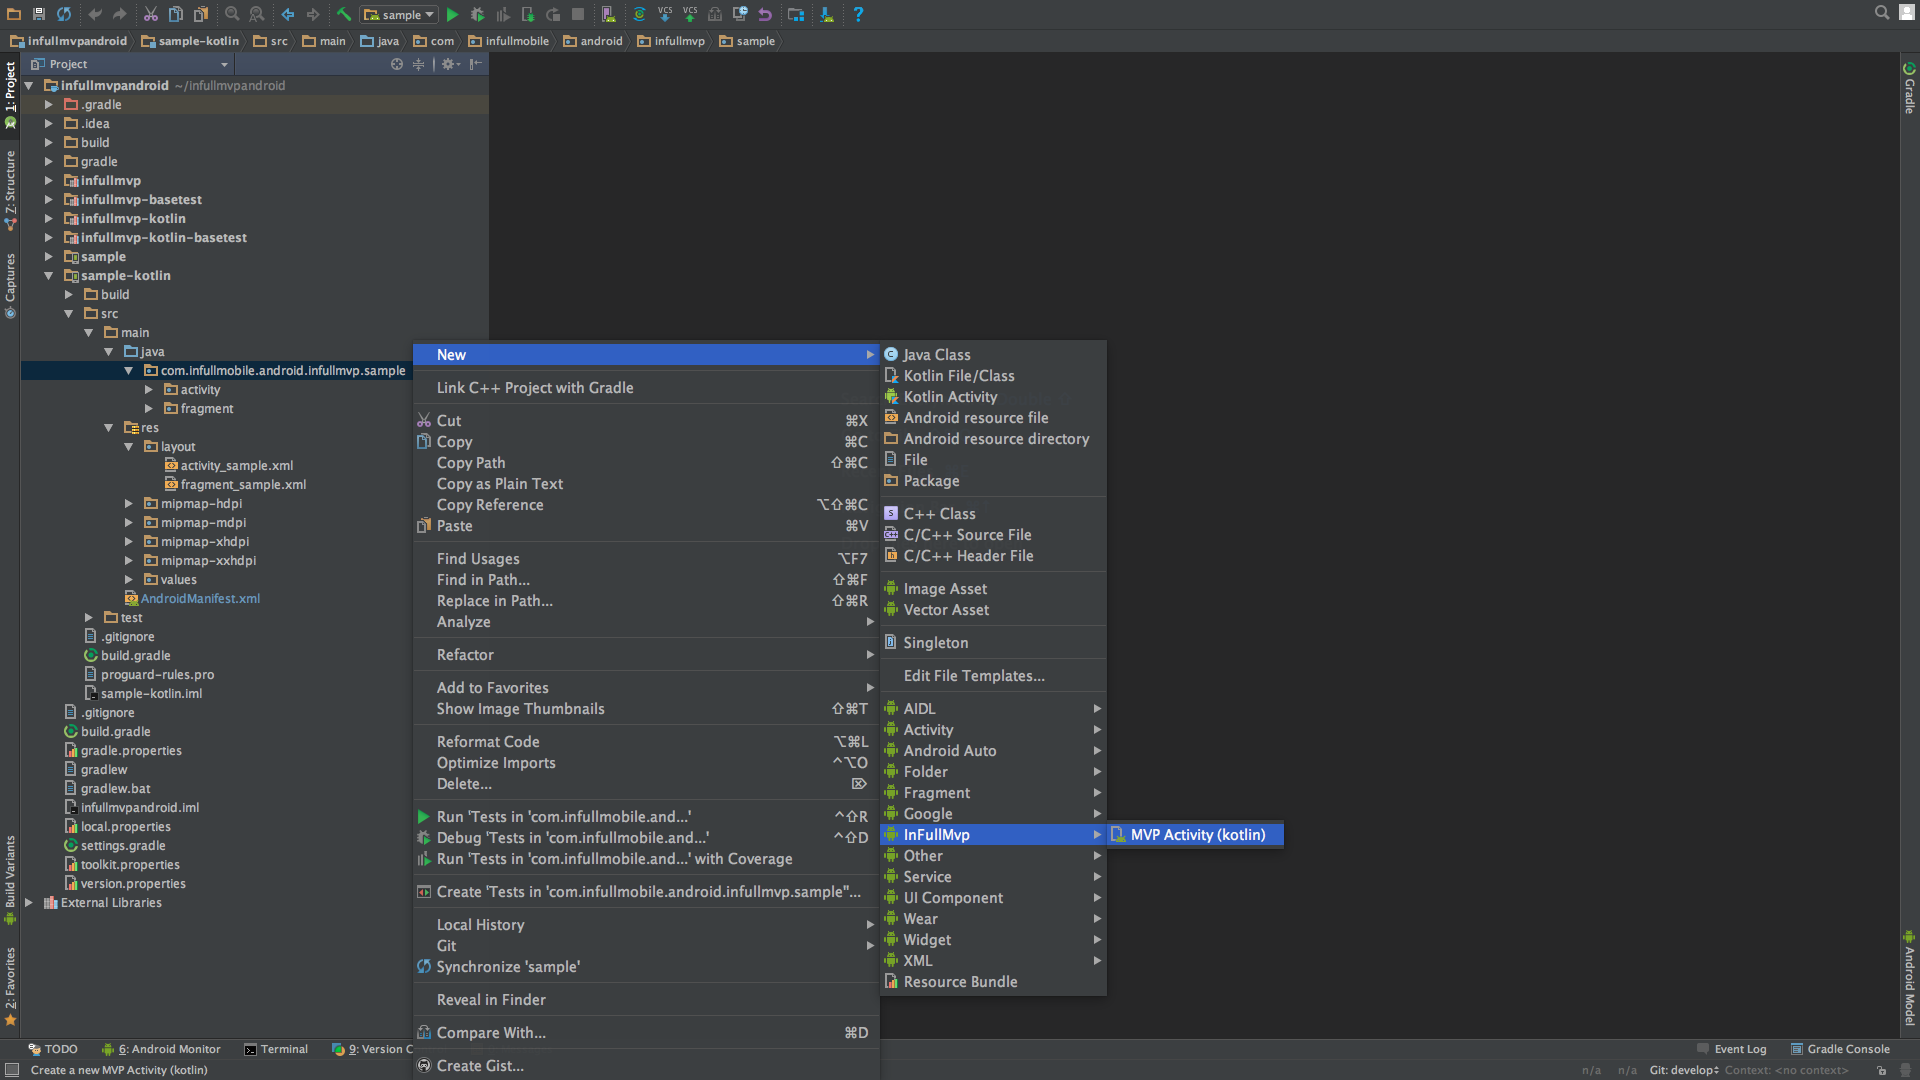 sample
VCS
VCS
infullmvpandroid
sample-kotlin
src
main
java
com
infullmobile
android
infullmvp
sample
Project
1: Project
Z: Structure
Captures
Build Variants
2: Favorites
infullmvpandroid ~/infullmvpandroid
.gradle
.idea
build
gradle
infullmvp
infullmvp-basetest
infullmvp-kotlin
infullmvp-kotlin-basetest
sample
sample-kotlin
build
src
main
java
com.infullmobile.android.infullmvp.sample
activity
fragment
res
layout
activity_sample.xml
fragment_sample.xml
mipmap-hdpi
mipmap-mdpi
mipmap-xhdpi
mipmap-xxhdpi
values
AndroidManifest.xml
test
.gitignore
build.gradle
proguard-rules.pro
sample-kotlin.iml
.gitignore
build.gradle
gradle.properties
gradlew
gradlew.bat
infullmvpandroid.iml
local.properties
settings.gradle
toolkit.properties
version.properties
External Libraries
New
Link C++ Project with Gradle
Cut ⌘X
Copy ⌘C
Copy Path ⇧⌘C
Copy as Plain Text
Copy Reference ⌥⇧⌘C
Paste ⌘V
Find Usages ⌥F7
Find in Path... ⇧⌘F
Replace in Path... ⇧⌘R
Analyze
Refactor
Add to Favorites
Show Image Thumbnails ⇧⌘T
Reformat Code ⌥⌘L
Optimize Imports ^⌥O
Delete... ⌦
Run 'Tests in 'com.infullmobile.and...' ^⇧R
Debug 'Tests in 'com.infullmobile.and...' ^⇧D
Run 'Tests in 'com.infullmobile.and...' with Coverage
Create 'Tests in 'com.infullmobile.android.infullmvp.sample''...
Local History
Git
Synchronize 'sample'
Reveal in Finder
Compare With... ⌘D
Create Gist...
Java Class
Kotlin File/Class
Kotlin Activity
Android resource file
Android resource directory
File
Package
C++ Class
C/C++ Source File
C/C++ Header File
Image Asset
Vector Asset
Singleton
Edit File Templates...
AIDL
Activity
Android Auto
Folder
Fragment
Google
InFullMvp
Other
Service
UI Component
Wear
Widget
XML
Resource Bundle
MVP Activity (kotlin)
Gradle
Android Model
TODO
6: Android Monitor
Terminal
9: Version C
Event Log
Gradle Console
Create a new MVP Activity (kotlin)
n/a
n/a
Git: develop
Context: <no context>